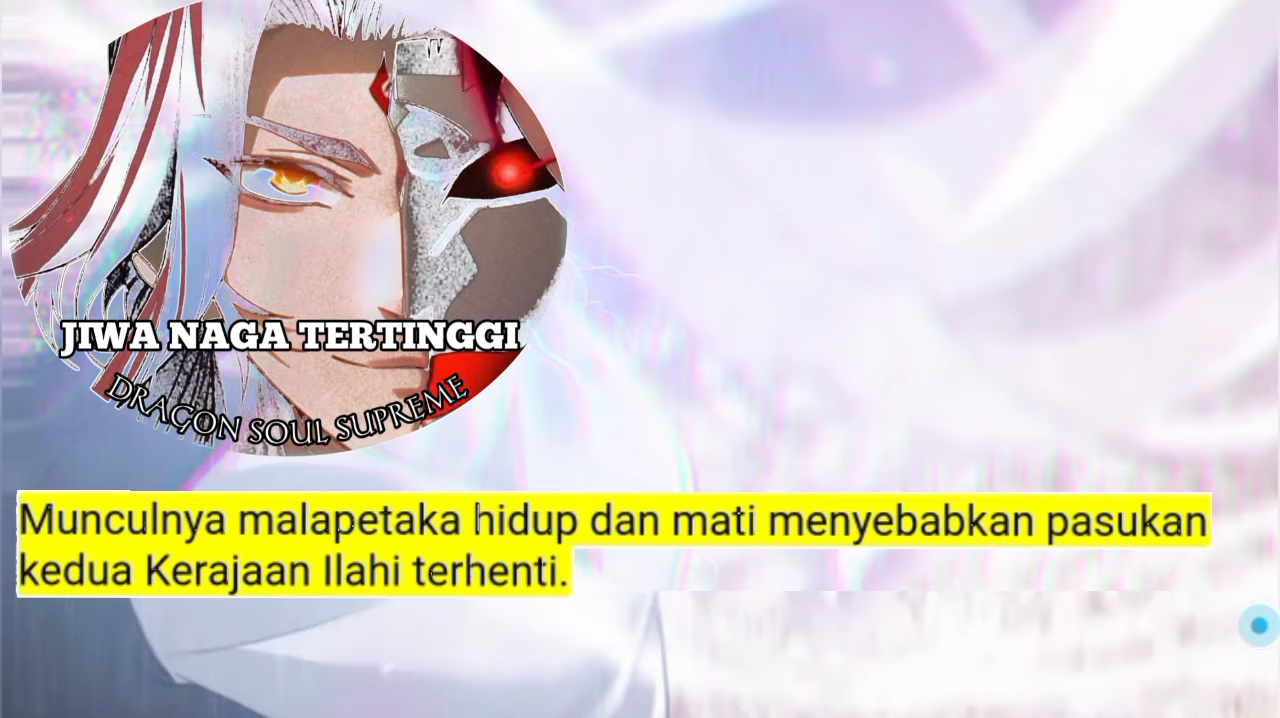 JIWA NAGA TERTINGGI
DRAGON SOUL SUPREME
Munculnya malapetaka hidup dan mati menyebabkan pasukan
kedua Kerajaan Ilahi terhenti.